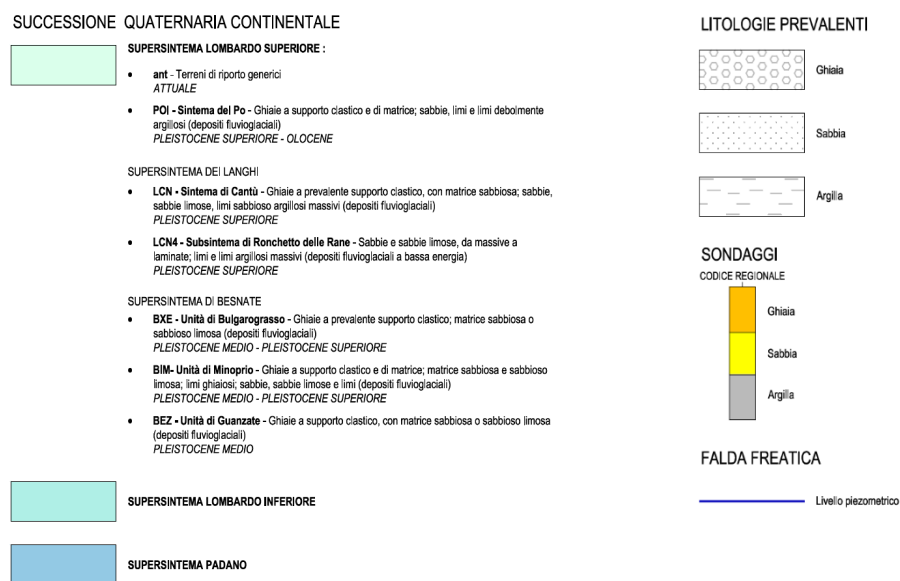 SUCCESSIONE QUATERNARIA CONTINENTALE
SUPERSINTEMA LOMBARDO SUPERIORE :
• ant - Terreni di riporto generici
ATTUALE
• POI - Sintema del Po - Ghiaie a supporto clastico e di matrice; sabbie, limi e limi debolmente
argillosi (depositi fluvioglaciali)
PLEISTOCENE SUPERIORE - OLOCENE
SUPERSINTEMA DEI LANGHI
• LCN - Sintema di Cantù - Ghiaie a prevalente supporto clastico, con matrice sabbiosa; sabbie,
sabbie limose, limi sabbioso argillosi massivi (depositi fluvioglaciali)
PLEISTOCENE SUPERIORE
• LCN4 - Subsintema di Ronchetto delle Rane - Sabbie e sabbie limose, da massive a
laminate; limi e limi argillosi massivi (depositi fluvioglaciali a bassa energia)
PLEISTOCENE SUPERIORE
SUPERSINTEMA DI BESNATE
• BXE - Unità di Bulgarograsso - Ghiaie a prevalente supporto clastico; matrice sabbiosa o
sabbioso limosa (depositi fluvioglaciali)
PLEISTOCENE MEDIO - PLEISTOCENE SUPERIORE
• BIM- Unità di Minoprio - Ghiaie a supporto clastico e di matrice; matrice sabbiosa e sabbioso
limosa; limi ghiaiosi; sabbie, sabbie limose e limi (depositi fluvioglaciali)
PLEISTOCENE MEDIO - PLEISTOCENE SUPERIORE
• BEZ - Unità di Guanzate - Ghiaie a supporto clastico, con matrice sabbiosa o sabbioso limosa
(depositi fluvioglaciali)
PLEISTOCENE MEDIO
SUPERSINTEMA LOMBARDO INFERIORE
SUPERSINTEMA PADANO
LITOLOGIE PREVALENTI
Ghiaia
Sabbia
Argilla
SONDAGGI
CODICE REGIONALE
Ghiaia
Sabbia
Argilla
FALDA FREATICA
Livello piezometrico